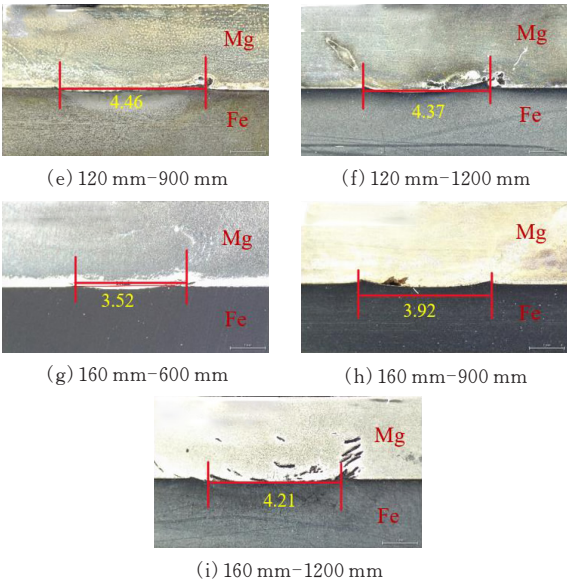 Mg
4.46
Fe
(e) 120 mm-900 mm
Mg
4.37
Fe
(f) 120 mm-1200 mm
Mg
3.52
Fe
(g) 160 mm-600 mm
Mg
3.92
Fe
(h) 160 mm-900 mm
Mg
4.21
Fe
(i) 160 mm-1200 mm